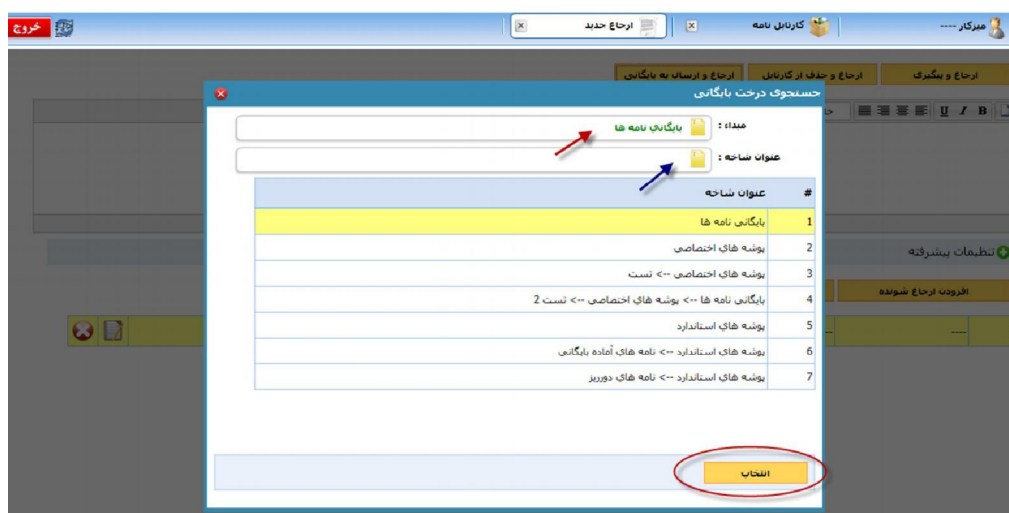 میزکار ----
کارتابل نامه
ارجاع جدید
خروج
ارجاع و پیگیری
ارجاع و حذف از کارتابل
ارجاع و ارسال به بایگانی
جستجوی درخت بایگانی
مبداء :
بایگانی نامه ها
عنوان شاخه :
# عنوان شاخه
1 بایگانی نامه ها
2 پوشه های اختصاصی
3 پوشه های اختصاصی --> تست
4 بایگانی نامه ها --> پوشه های اختصاصی --> تست 2
5 پوشه های استاندارد
6 پوشه های استاندارد --> نامه های آماده بایگانی
7 پوشه های استاندارد --> نامه های دورریز
تنظیمات پیشرفته
افزودن ارجاع شونده
----
انتخاب
B I U